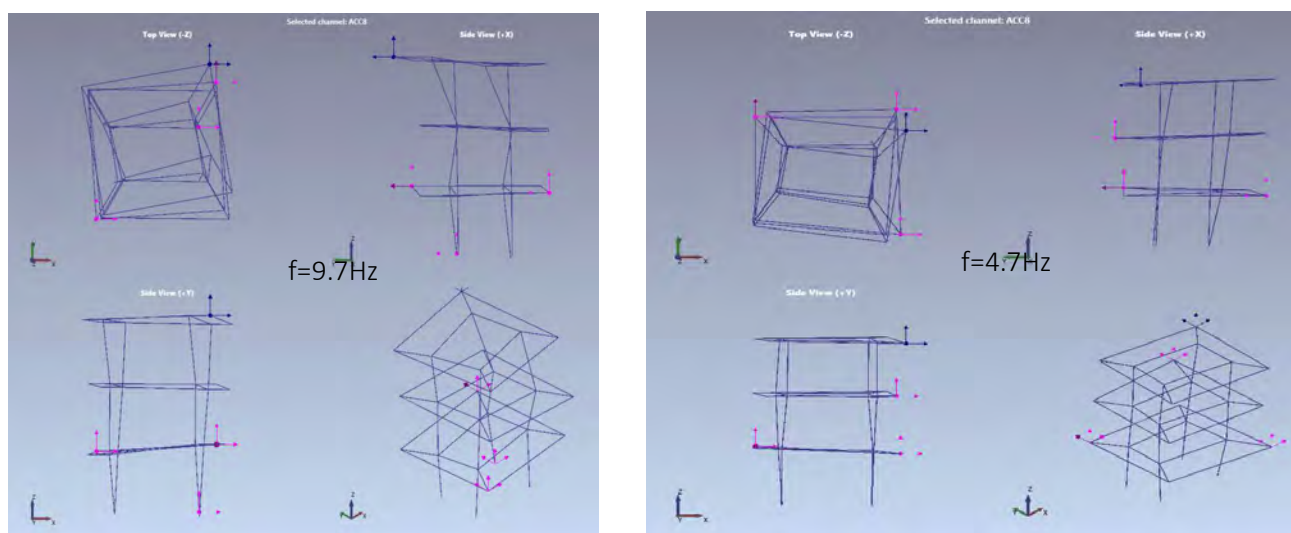 Selected channel: ACC8
Top View (-Z)
Side View (+X)
f=9.7Hz
Side View (+Y)
Selected channel: ACC6
Top View (-Z)
Side View (+X)
f=4.7Hz
Side View (+Y)